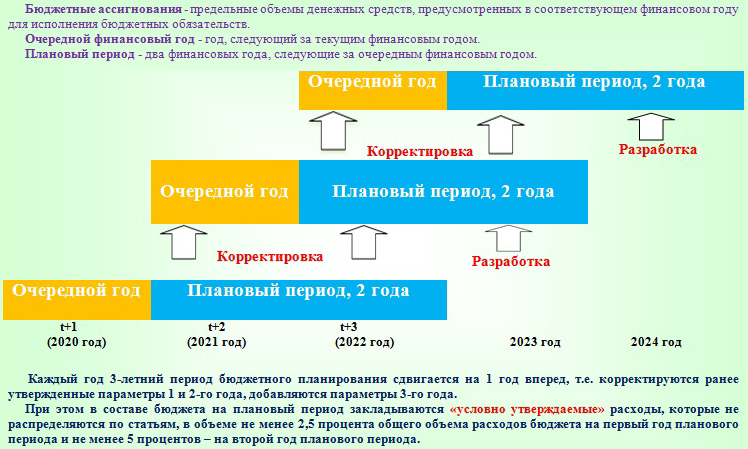 Бюджетные ассигнования - предельные объемы денежных средств, предусмотренных в соответствующем финансовом году
для исполнения бюджетных обязательств.
Очередной финансовый год - год, следующий за текущим финансовым годом.
Плановый период - два финансовых года, следующие за очередным финансовым годом.
Очередной год Плановый период, 2 года
Корректировка Разработка
Очередной год Плановый период, 2 года
Корректировка Разработка
Очередной год Плановый период, 2 года
t+1 t+2 t+3
(2020 год) (2021 год) (2022 год) 2023 год 2024 год
Каждый год 3-летний период бюджетного планирования сдвигается на 1 год вперед, т.е. корректируются ранее
утвержденные параметры 1 и 2-го года, добавляются параметры 3-го года.
При этом в составе бюджета на плановый период закладываются «условно утверждаемые» расходы, которые не
распределяются по статьям, в объеме не менее 2,5 процента общего объема расходов бюджета на первый год планового
периода и не менее 5 процентов – на второй год планового периода.